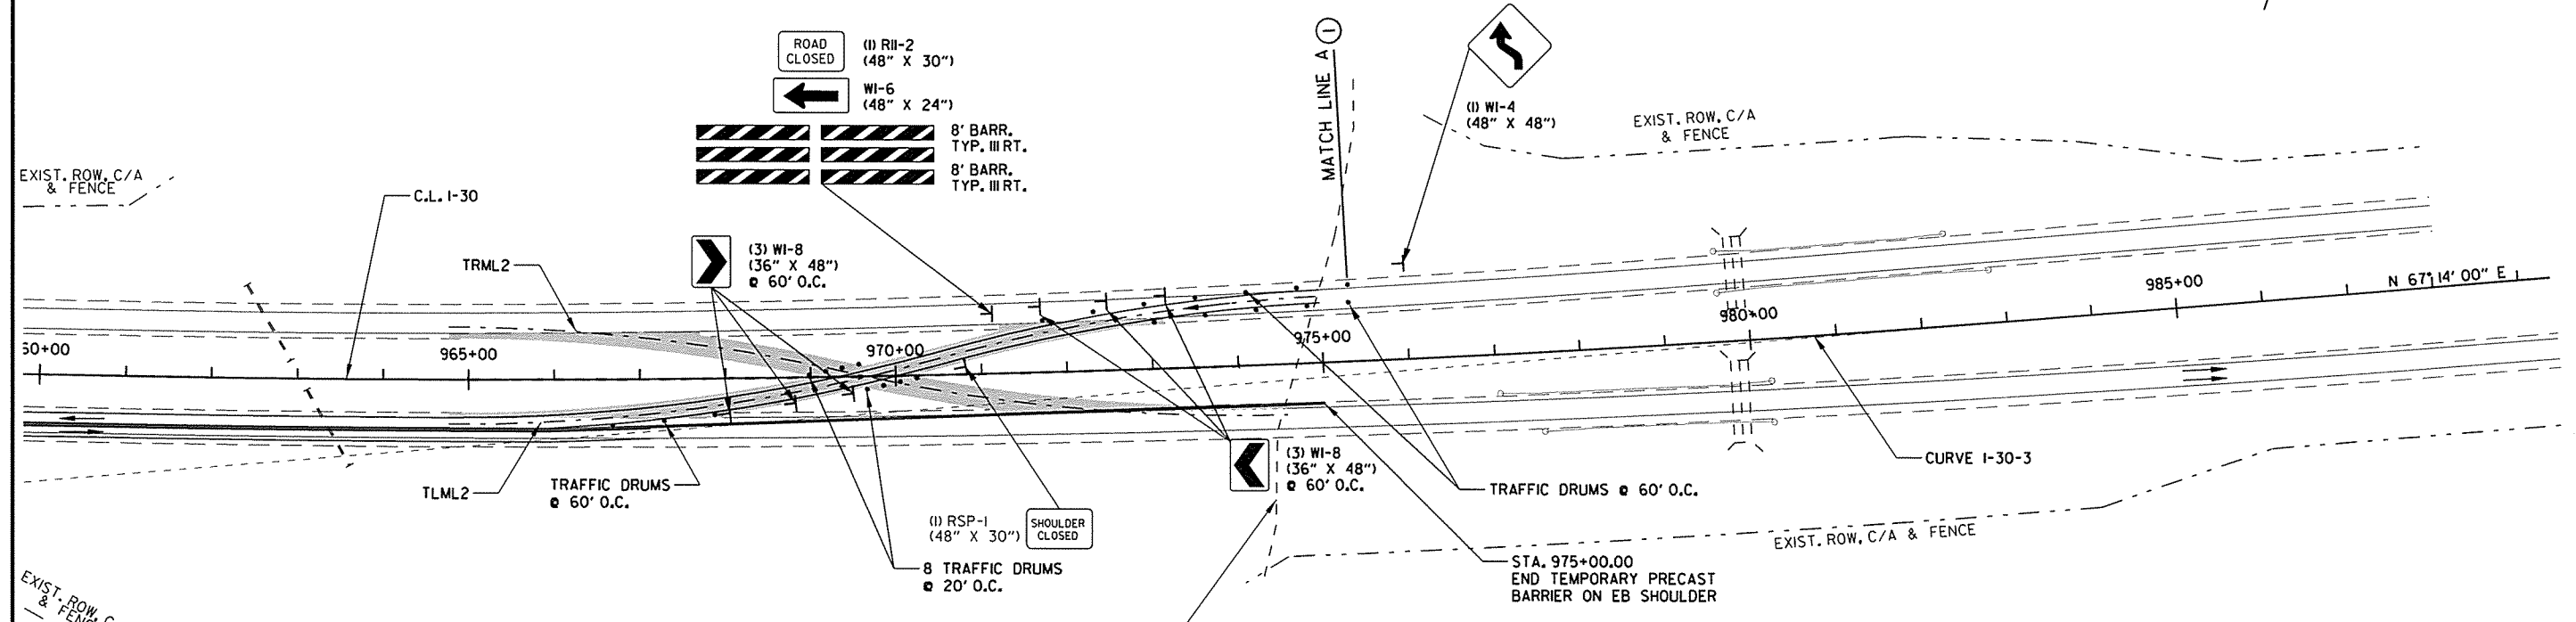 ROAD
CLOSED
(1) R11-2
(48" X 30")
W1-6
(48" X 24")
8' BARR.
TYP. III RT.
8' BARR.
TYP. III RT.
MATCH LINE A 1
(1) W1-4
(48" X 48")
EXIST. ROW, C/A
& FENCE
EXIST. ROW, C/A
& FENCE
C.L. I-30
TRML2
(3) W1-8
(36" X 48")
@ 60' O.C.
965+00
970+00
975+00
980+00
985+00
N 67° 14' 00" E
TLML2
TRAFFIC DRUMS
@ 60' O.C.
(1) RSP-1
(48" X 30")
SHOULDER
CLOSED
8 TRAFFIC DRUMS
@ 20' O.C.
(3) W1-8
(36" X 48")
@ 60' O.C.
TRAFFIC DRUMS @ 60' O.C.
CURVE I-30-3
STA. 975+00.00
END TEMPORARY PRECAST
BARRIER ON EB SHOULDER
EXIST. ROW, C/A & FENCE
EXIST. ROW,